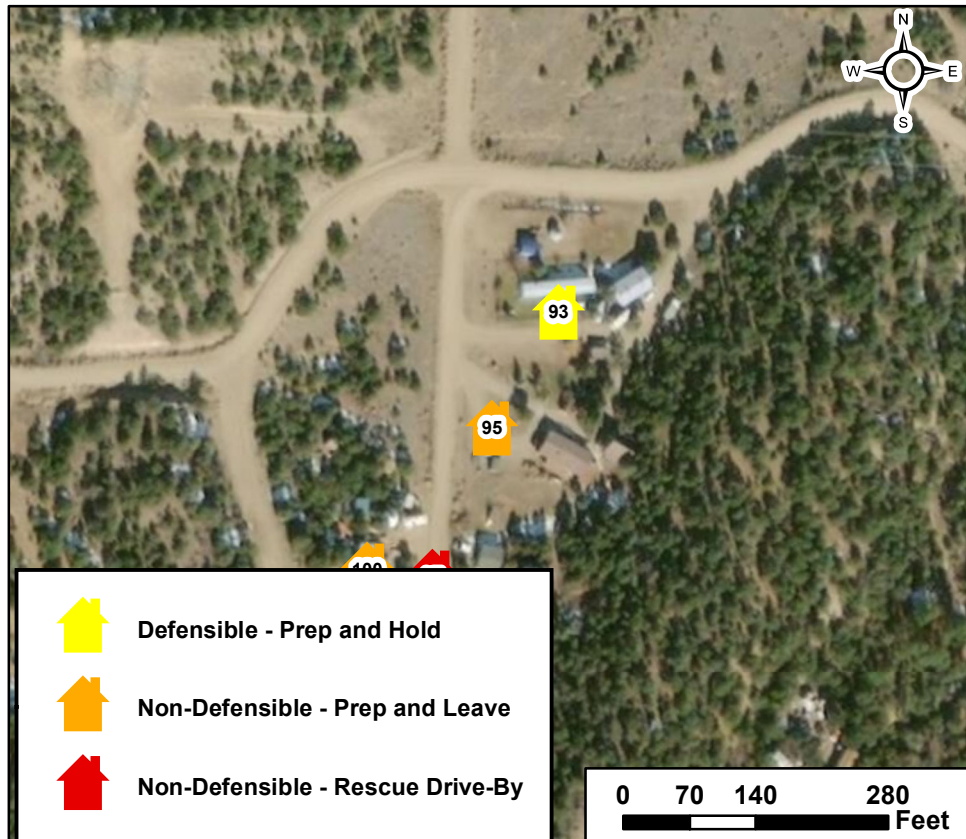 N
W E
S
93
95
Defensible - Prep and Hold
Non-Defensible - Prep and Leave
Non-Defensible - Rescue Drive-By
0 70 140 280
Feet